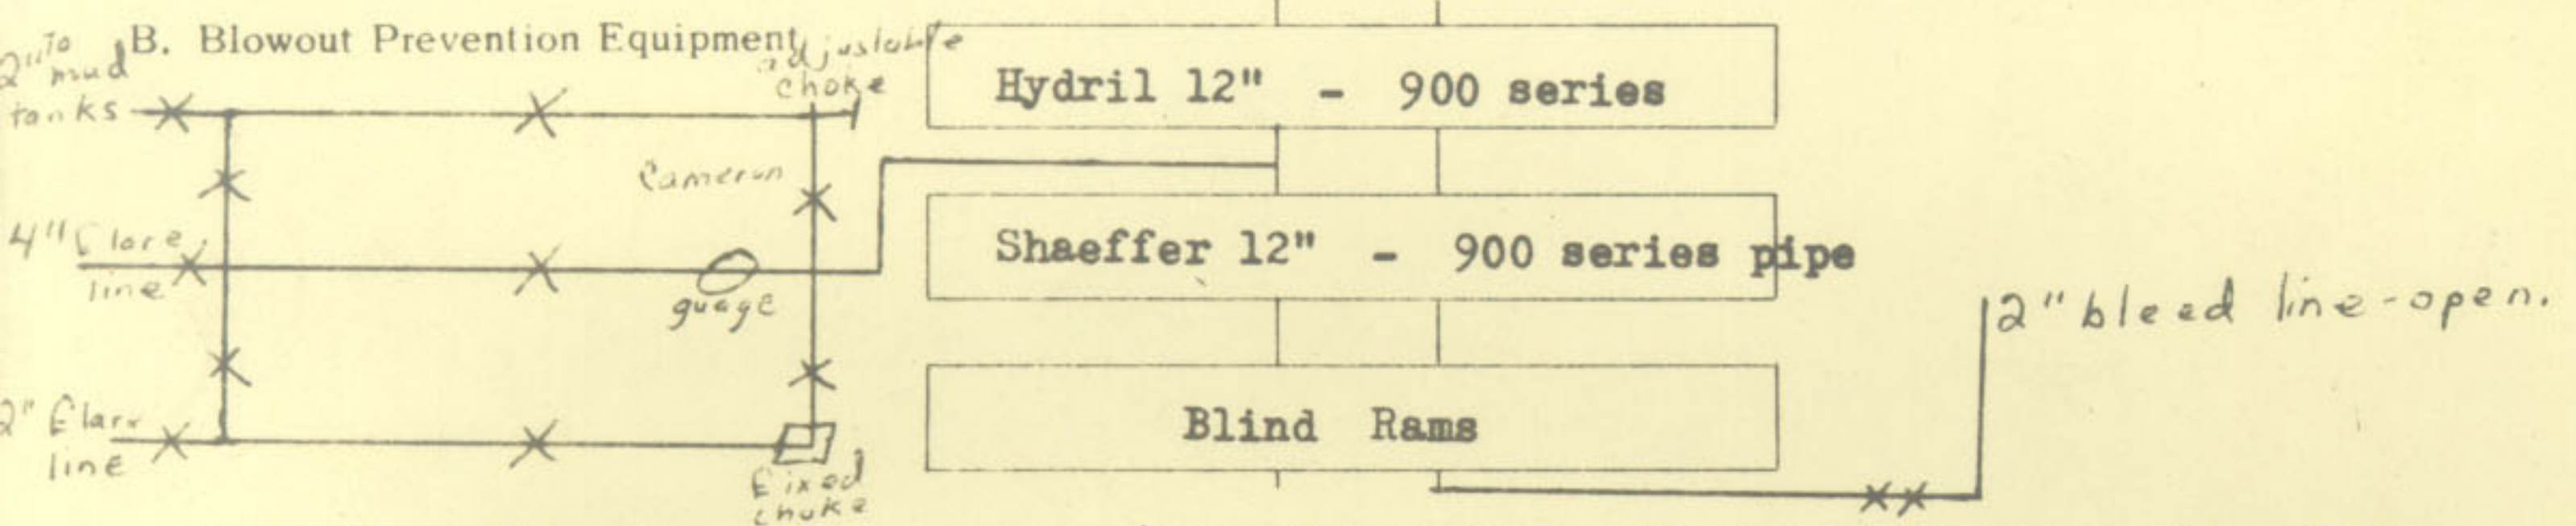 B. Blowout Prevention Equipment
2" To
mud
tanks
adjustable
choke
Hydril 12" - 900 series
Cameron
4" flare
line
guage
Shaeffer 12" - 900 series pipe
2" bleed line-open.
Blind Rams
2" flare
line
fixed
choke